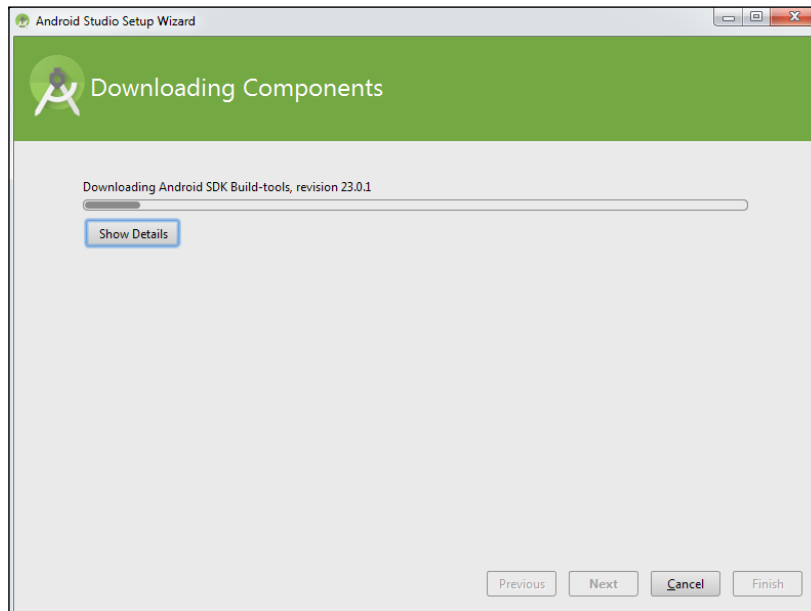 Android Studio Setup Wizard
Downloading Components
Downloading Android SDK Build-tools, revision 23.0.1
Show Details
Previous Next Cancel Finish